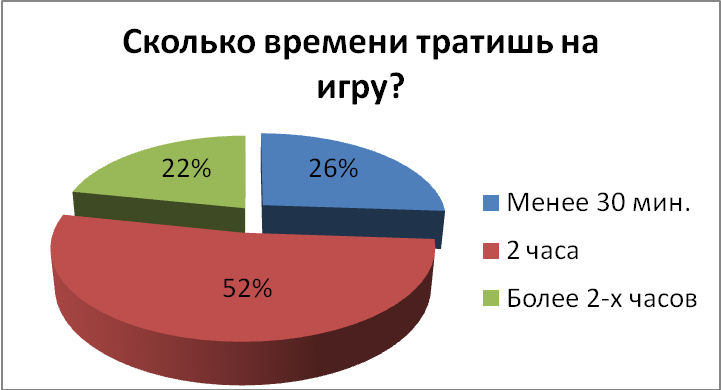 Сколько времени тратишь на
игру?
22%
26%
52%
Менее 30 мин.
2 часа
Более 2-х часов